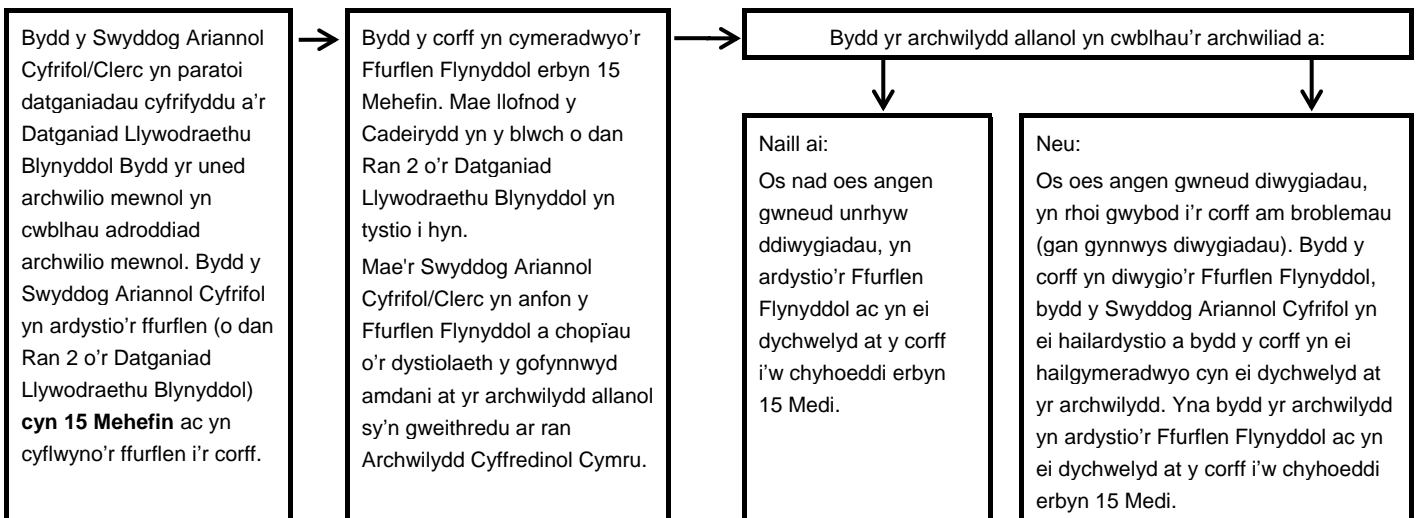 Bydd y Swyddog Ariannol
Cyfrifol/Clerc yn paratoi
datganiadau cyfrifyddu a'r
Datganiad Llywodraethu
Blynyddol Bydd yr uned
archwilio mewnol yn
cwblhau adroddiad
archwilio mewnol. Bydd y
Swyddog Ariannol Cyfrifol
yn ardystio'r ffurflen (o dan
Ran 2 o'r Datganiad
Llywodraethu Blynyddol)
cyn 15 Mehefin ac yn
cyflwyno'r ffurflen i'r corff.
Bydd y corff yn cymeradwyo'r
Ffurflen Flynyddol erbyn 15
Mehefin. Mae llofnod y
Cadeirydd yn y blwch o dan
Ran 2 o'r Datganiad
Llywodraethu Blynyddol yn
tystio i hyn.
Mae'r Swyddog Ariannol
Cyfrifol/Clerc yn anfon y
Ffurflen Flynyddol a chopïau
o'r dystiolaeth y gofynnwyd
amdani at yr archwilydd allanol
sy'n gweithredu ar ran
Archwilydd Cyffredinol Cymru.
Bydd yr archwilydd allanol yn cwblhau'r archwiliad a:
Naill ai:
Os nad oes angen
gwneud unrhyw
ddiwygiadau, yn
ardystio'r Ffurflen
Flynyddol ac yn ei
dychwelyd at y corff
i'w chyhoeddi erbyn
15 Medi.
Neu:
Os oes angen gwneud diwygiadau,
yn rhoi gwybod i'r corff am broblemau
(gan gynnwys diwygiadau). Bydd y
corff yn diwygio'r Ffurflen Flynyddol,
bydd y Swyddog Ariannol Cyfrifol yn
ei hailardystio a bydd y corff yn ei
hailgymeradwyo cyn ei dychwelyd at
yr archwilydd. Yna bydd yr archwilydd
yn ardystio'r Ffurflen Flynyddol ac yn
ei dychwelyd at y corff i'w chyhoeddi
erbyn 15 Medi.